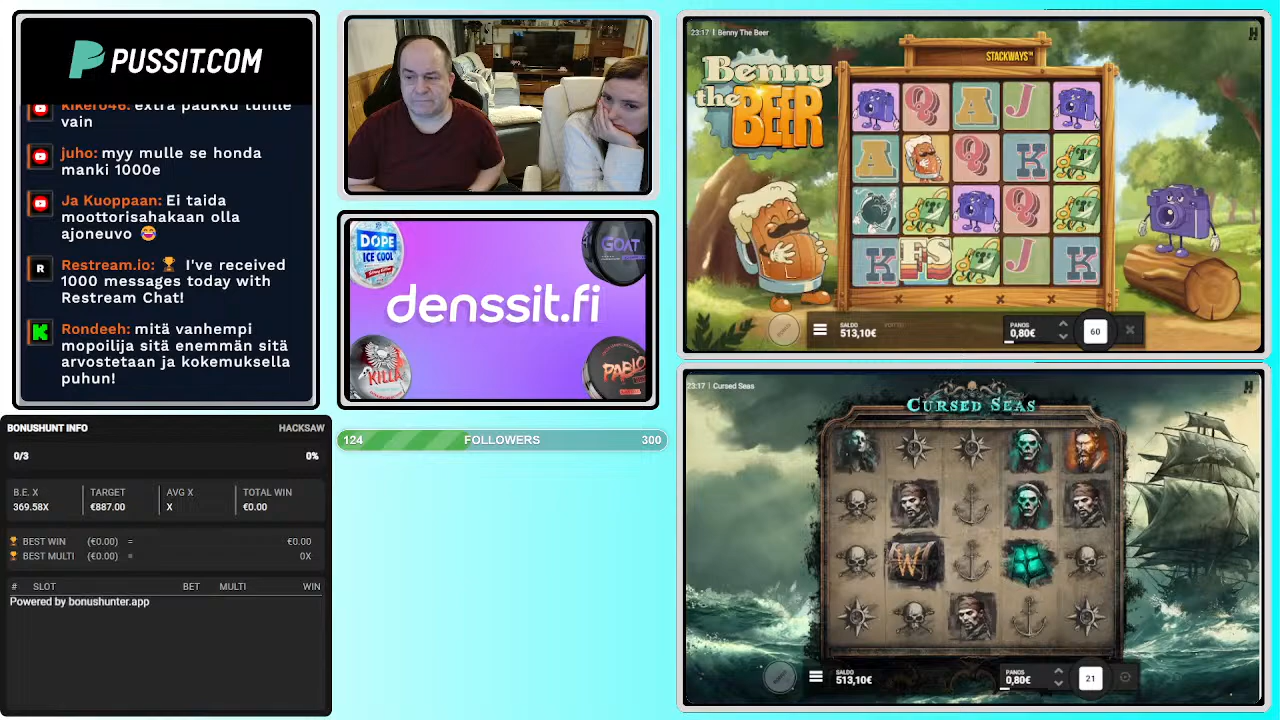 PUSSIT.COM
Kikero46: extra paukku tulille
vain
juho: myy mulle se honda
manki 1000e
Ja Kuoppaan: Ei taida
moottorisahakaan olla
ajoneuvo 😂
Restream.io: 🏆 I've received
1000 messages today with
Restream Chat!
Rondeeh: mitä vanhempi
mopoilija sitä enemmän sitä
arvostetaan ja kokemuksella
puhun!
BONUSHUNT INFO HACKSAW
0/3 0%
B.E. X TARGET AVG X TOTAL WIN
369.58X €887.00 X €0.00
BEST WIN (€0.00) = €0.00
BEST MULTI (€0.00) = 0X
# SLOT BET MULTI WIN
Powered by bonushunter.app
DOPE
ICE COOL
GOAT
denssit.fi
KILLA
PABLO
124 FOLLOWERS 300
23:17 | Benny The Beer
Benny
the
BEER
STACKWAYS™
Q A J
A Q K
Q
K FS J K
SALDO
513,10€
PANOS
0,80€
60
23:17 | Cursed Seas
CURSED SEAS
W
SALDO
513,10€
PANOS
0,80€
21